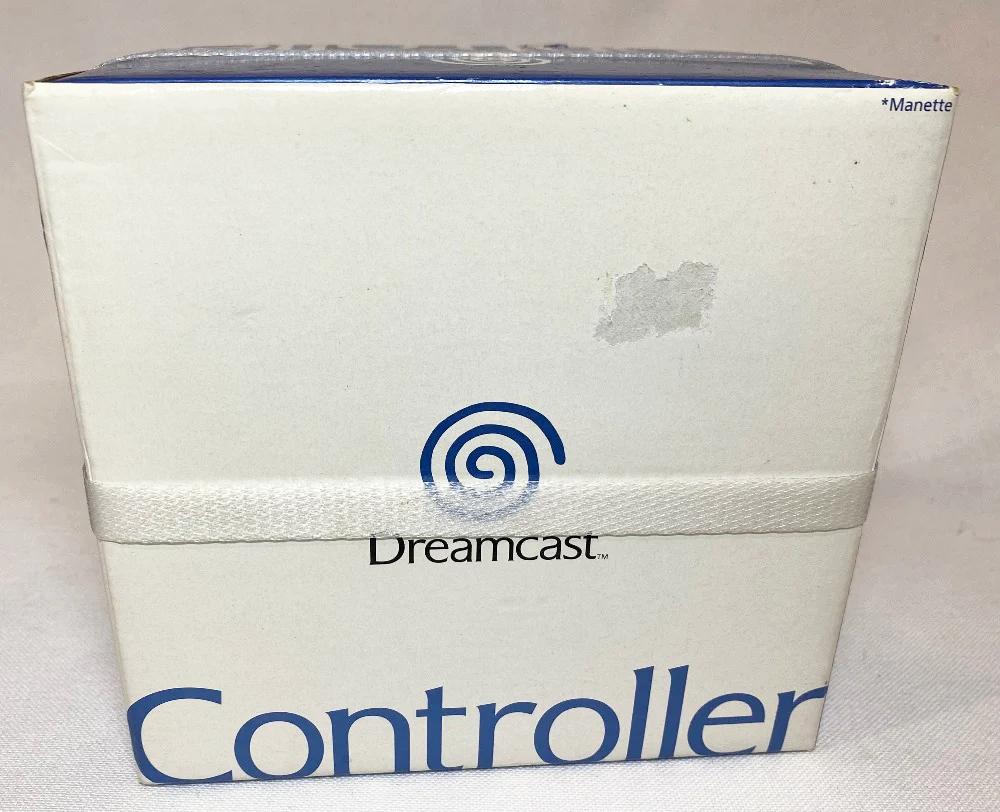 *Manette
Dreamcast™
Controller